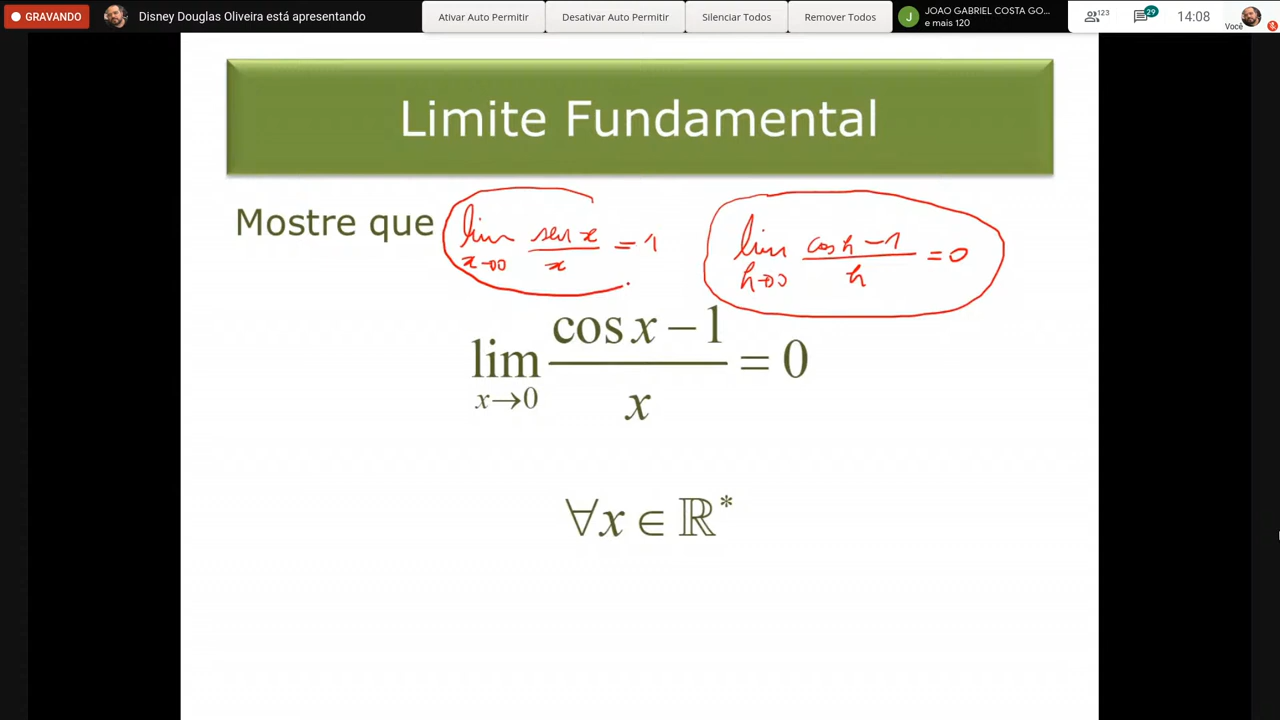 GRAVANDO
Disney Douglas Oliveira está apresentando
Ativar Auto Permitir
Desativar Auto Permitir
Silenciar Todos
Remover Todos
J
JOAO GABRIEL COSTA GO...
e mais 120
123
29
14:08
Você
Limite Fundamental
Mostre que
lim x→0 sen x / x = 1
lim h→0 cos h − 1 / h = 0
lim x→0 cos x − 1 / x = 0
∀x ∈ ℝ*